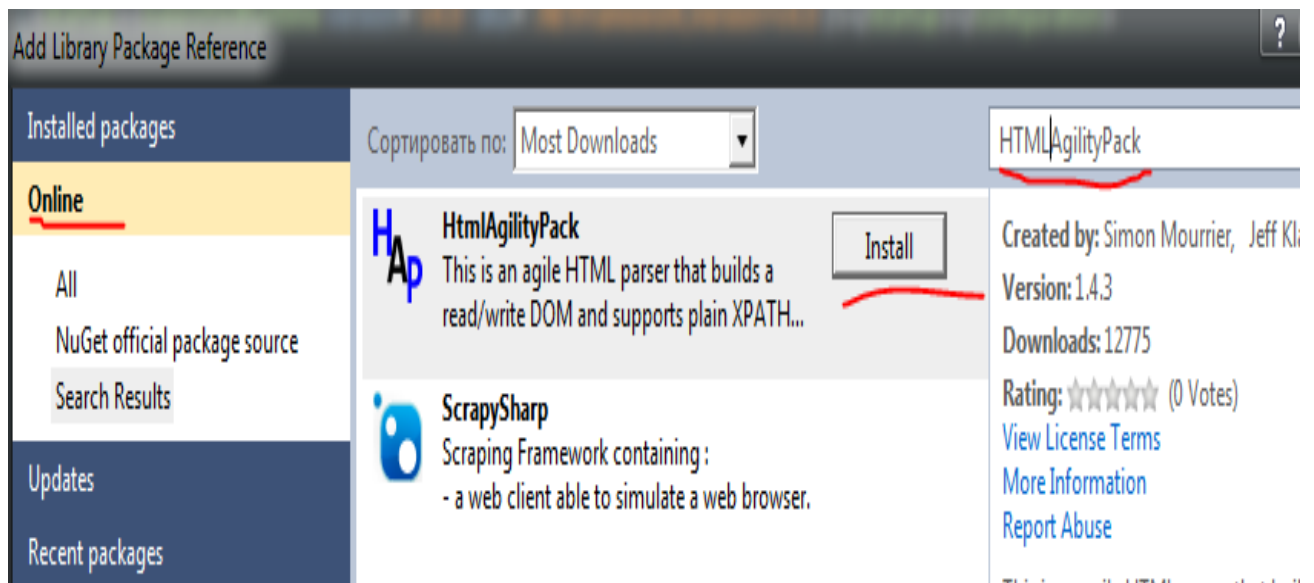 Add Library Package Reference
?
Installed packages
Online
All
NuGet official package source
Search Results
Updates
Recent packages
Сортировать по: Most Downloads
HtmlAgilityPack
This is an agile HTML parser that builds a
read/write DOM and supports plain XPATH...
Install
ScrapySharp
Scraping Framework containing :
- a web client able to simulate a web browser.
HTMLAgilityPack
Created by: Simon Mourrier, Jeff
Version: 1.4.3
Downloads: 12775
Rating: (0 Votes)
View License Terms
More Information
Report Abuse